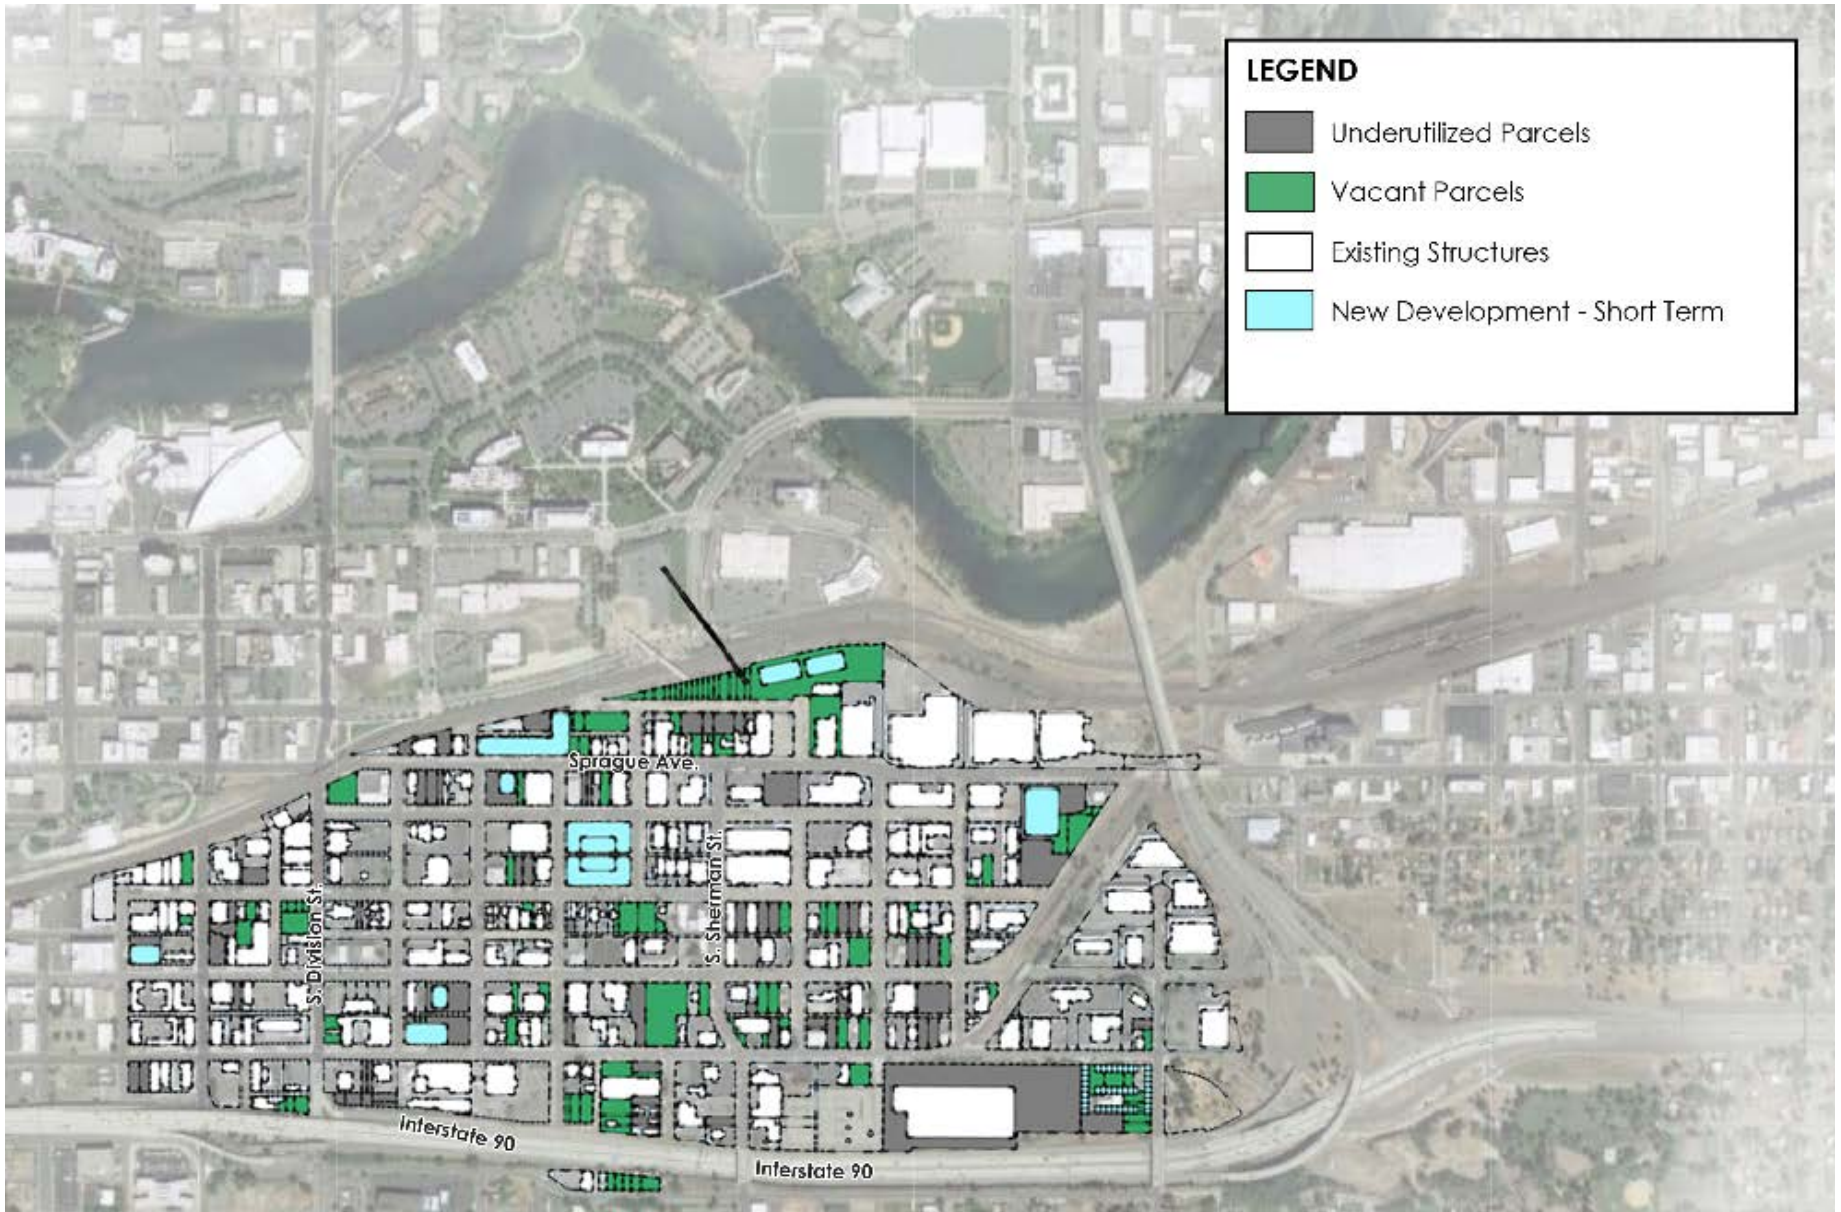 LEGEND
Underutilized Parcels
Vacant Parcels
Existing Structures
New Development - Short Term
Sprague Ave.
S. Sherman St.
S. Division St.
Interstate 90
Interstate 90